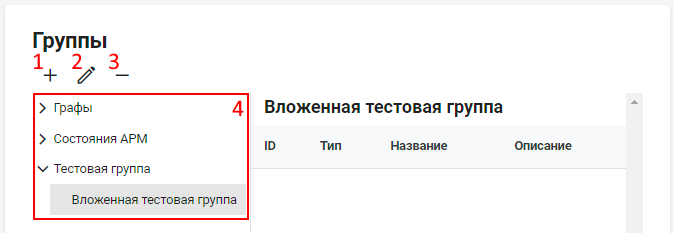 Группы
1 2 3
Графы 4
Вложенная тестовая группа
Состояния АРМ
ID Тип Название Описание
Тестовая группа
Вложенная тестовая группа